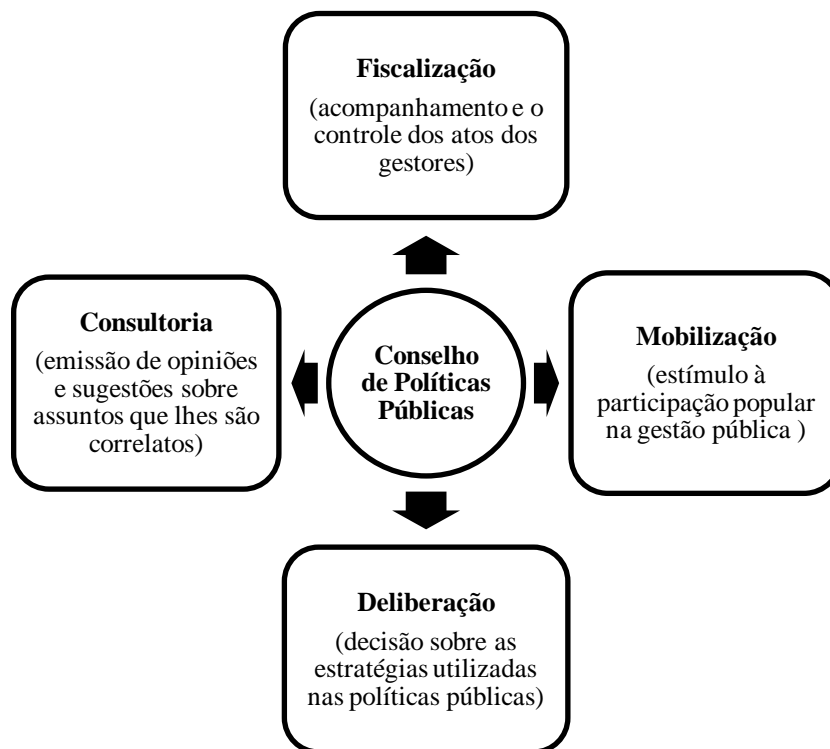 Fiscalização
(acompanhamento e o
controle dos atos dos
gestores)
Consultoria
(emissão de opiniões
e sugestões sobre
assuntos que lhes são
correlatos)
Conselho
de Políticas
Públicas
Mobilização
(estímulo à
participação popular
na gestão pública )
Deliberação
(decisão sobre as
estratégias utilizadas
nas políticas públicas)